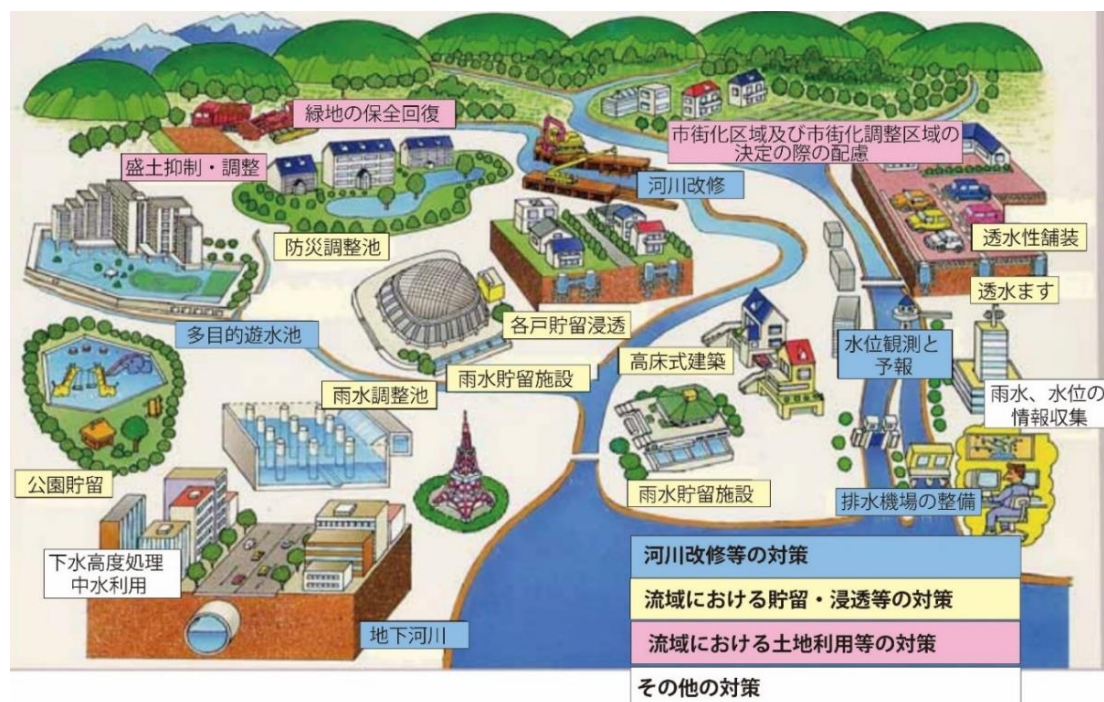 緑地の保全回復
盛土抑制・調整
市街化区域及び市街化調整区域の
決定の際の配慮
河川改修
防災調整池
透水性舗装
透水ます
多目的遊水池
各戸貯留浸透
水位観測と
予報
高床式建築
雨水貯留施設
雨水調整池
雨水、水位の
情報収集
公園貯留
雨水貯留施設
排水機場の整備
下水高度処理
中水利用
地下河川
河川改修等の対策
流域における貯留・浸透等の対策
流域における土地利用等の対策
その他の対策